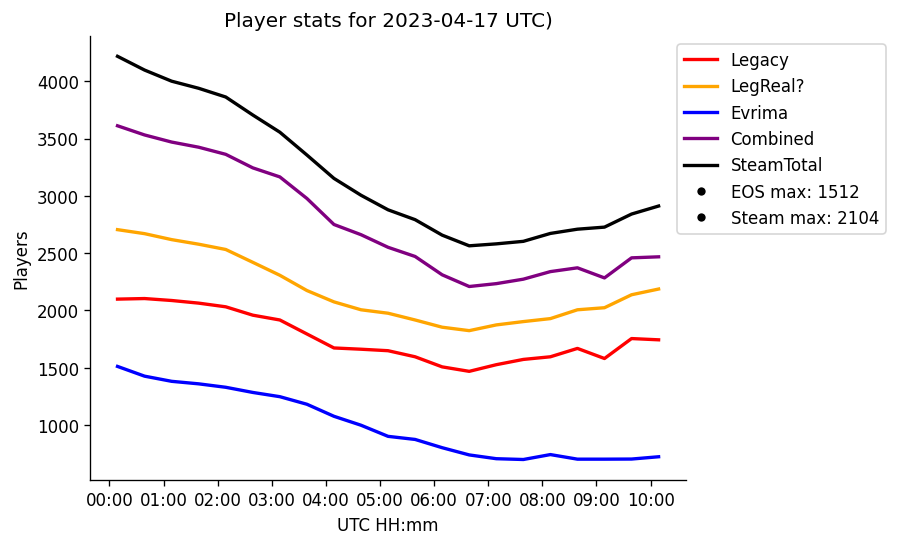 Player stats for 2023-04-17 UTC)
Legacy
LegReal?
Evrima
Combined
SteamTotal
EOS max: 1512
Steam max: 2104
Players
4000
3500
3000
2500
2000
1500
1000
00:00 01:00 02:00 03:00 04:00 05:00 06:00 07:00 08:00 09:00 10:00
UTC HH:mm